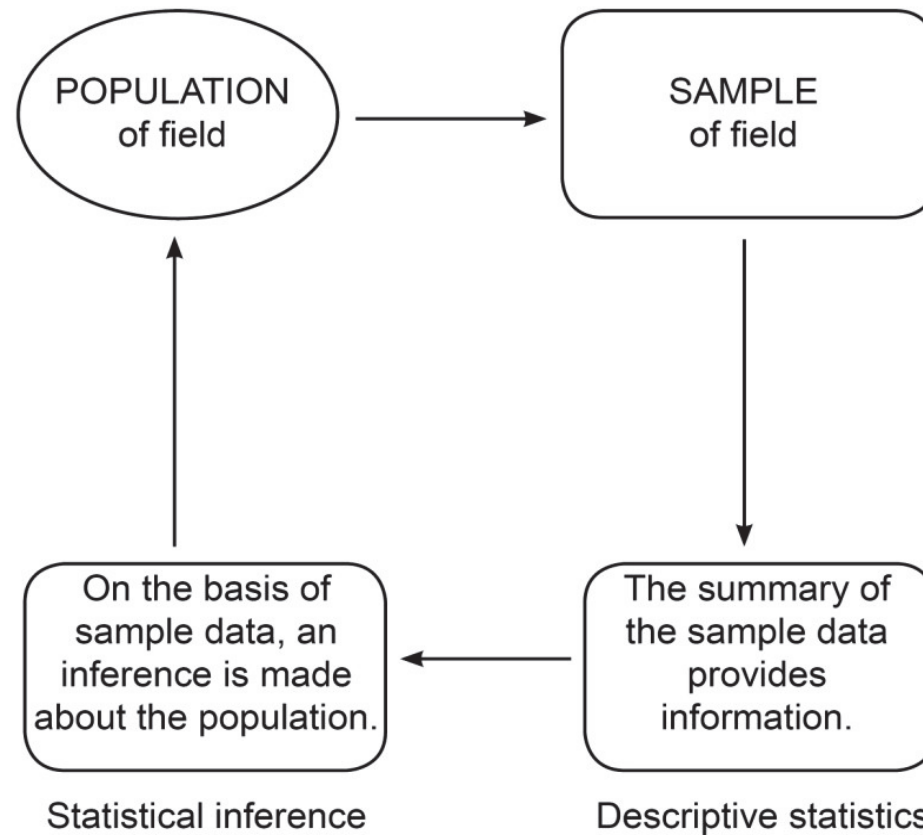 POPULATION
of field
SAMPLE
of field
On the basis of
sample data, an
inference is made
about the population.
The summary of
the sample data
provides
information.
Statistical inference
Descriptive statistics